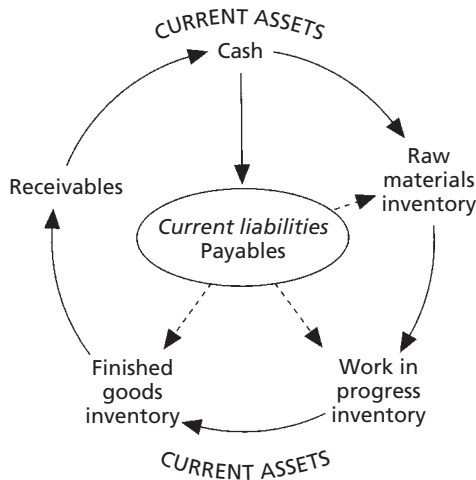 CURRENT ASSETS
Cash
Raw
materials
inventory
Receivables
Current liabilities
Payables
Finished
goods
inventory
Work in
progress
inventory
CURRENT ASSETS